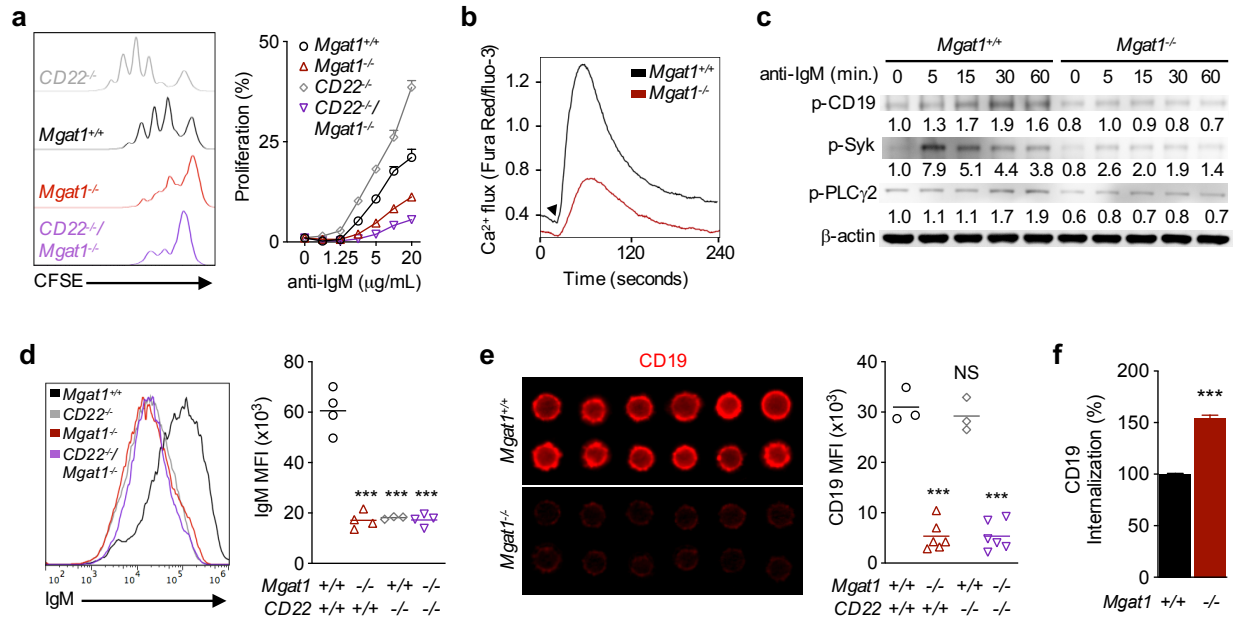 a
CD22-/-
Mgat1+/+
Mgat1-/-
CD22-/-/
Mgat1-/-
CFSE
Proliferation (%)
50
25
0
0 1.25 5 20
anti-IgM (μg/mL)
Mgat1+/+
Mgat1-/-
CD22-/-
CD22-/-/
Mgat1-/-
b
Ca2+ flux (Fura Red/fluo-3)
1.2
1.0
0.8
0.4
0 120 240
Time (seconds)
Mgat1+/+
Mgat1-/-
c
Mgat1+/+ Mgat1-/-
anti-IgM (min.) 0 5 15 30 60 0 5 15 30 60
p-CD19
1.0 1.3 1.7 1.9 1.6 0.8 1.0 0.9 0.8 0.7
p-Syk
1.0 7.9 5.1 4.4 3.8 0.8 2.6 2.0 1.9 1.4
p-PLCγ2
1.0 1.1 1.1 1.7 1.9 0.6 0.8 0.7 0.8 0.7
β-actin
d
Mgat1+/+
CD22-/-
Mgat1-/-
CD22-/-/
Mgat1-/-
102 103 104 105 106
IgM
IgM MFI (x103)
80
60
40
20
0
*** *** ***
Mgat1 +/+ -/- +/+ -/-
CD22 +/+ +/+ -/- -/-
e
CD19
Mgat1+/+
Mgat1-/-
CD19 MFI (x103)
40
30
20
10
0
NS
*** ***
Mgat1 +/+ -/- +/+ -/-
CD22 +/+ +/+ -/- -/-
f
CD19
Internalization (%)
200
150
100
50
0
***
Mgat1 +/+ -/-